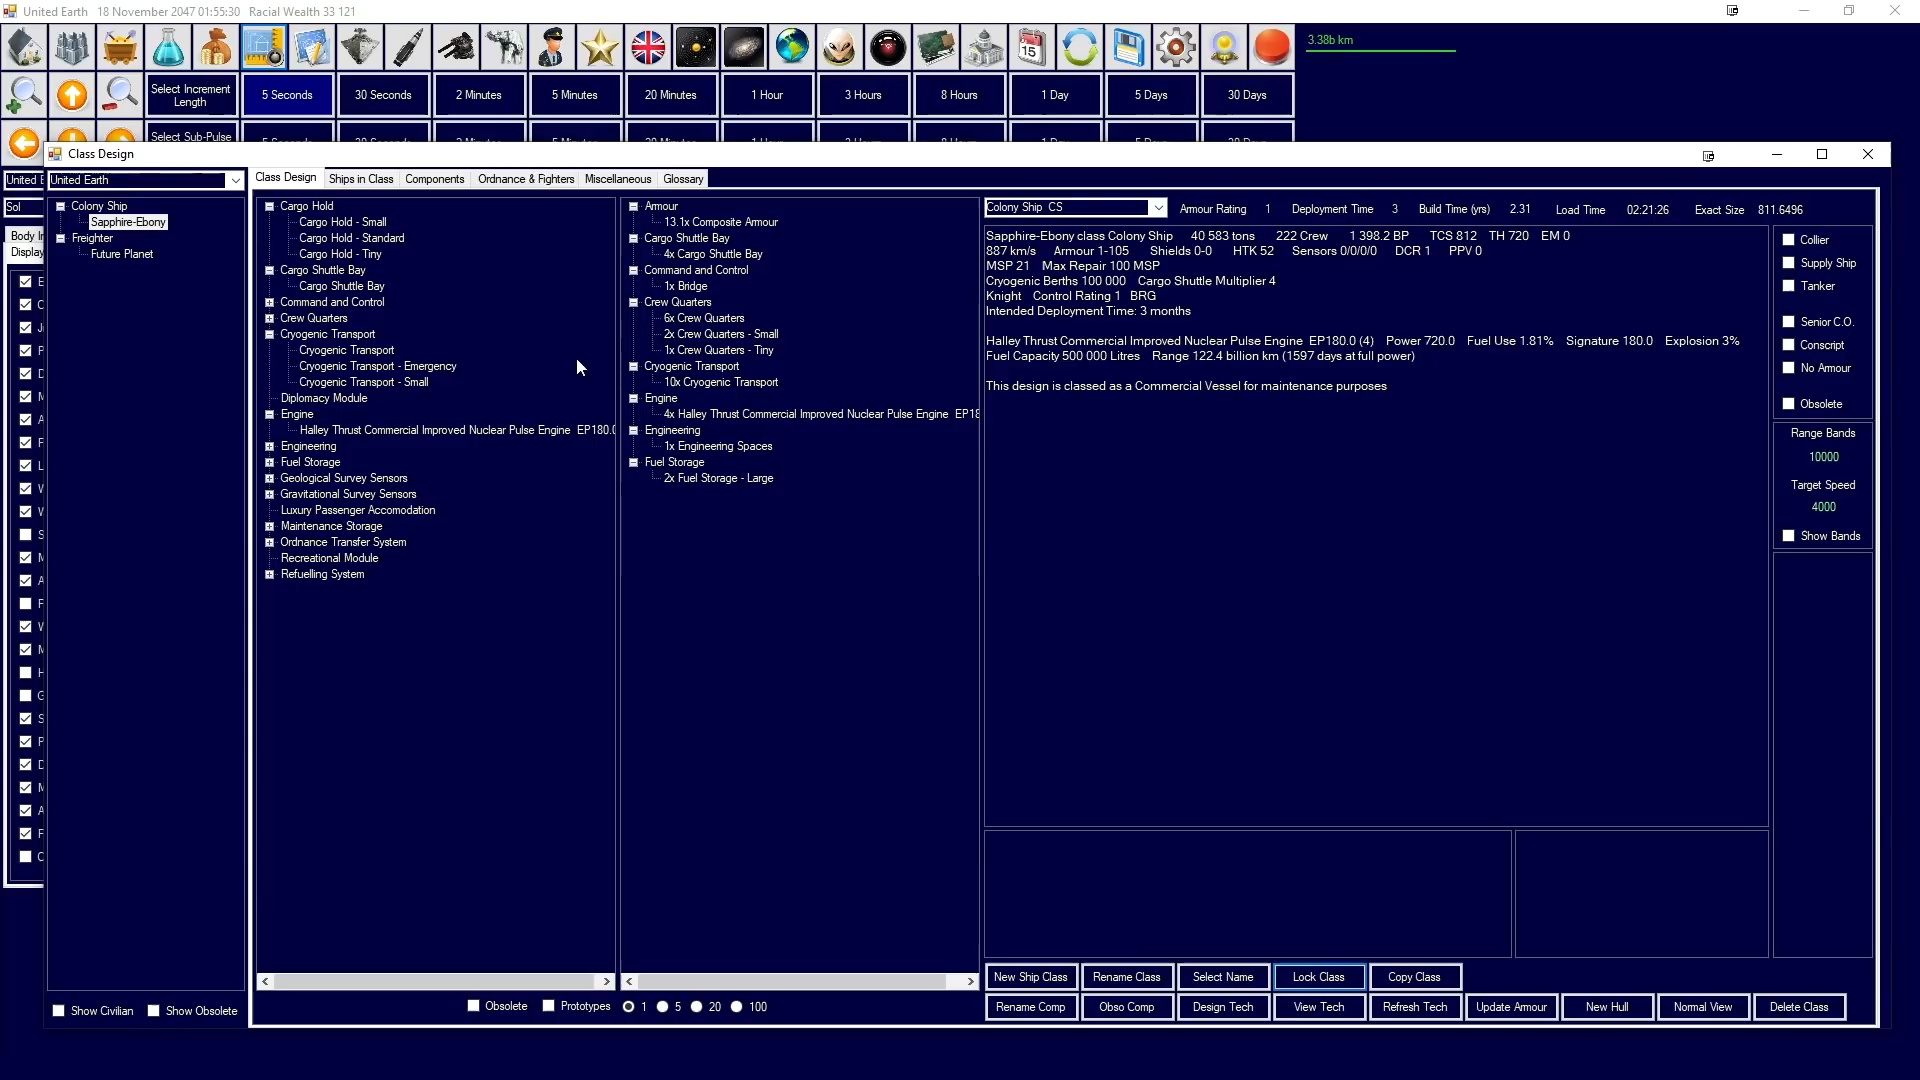 United Earth 18 November 2047 01:55:30 Racial Wealth 33 121
3.38b km
15
Select Increment Length
5 Seconds
30 Seconds
2 Minutes
5 Minutes
20 Minutes
1 Hour
3 Hours
8 Hours
1 Day
5 Days
30 Days
Select Sub-Pulse
Class Design
United E
Sol
Body In
Display
United Earth
Colony Ship
Sapphire-Ebony
Freighter
Future Planet
Show Civilian
Show Obsolete
Class Design
Ships in Class
Components
Ordnance & Fighters
Miscellaneous
Glossary
Cargo Hold
Cargo Hold - Small
Cargo Hold - Standard
Cargo Hold - Tiny
Cargo Shuttle Bay
Cargo Shuttle Bay
Command and Control
Crew Quarters
Cryogenic Transport
Cryogenic Transport
Cryogenic Transport - Emergency
Cryogenic Transport - Small
Diplomacy Module
Engine
Halley Thrust Commercial Improved Nuclear Pulse Engine EP180.0
Engineering
Fuel Storage
Geological Survey Sensors
Gravitational Survey Sensors
Luxury Passenger Accomodation
Maintenance Storage
Ordnance Transfer System
Recreational Module
Refuelling System
Armour
13.1x Composite Armour
Cargo Shuttle Bay
4x Cargo Shuttle Bay
Command and Control
1x Bridge
Crew Quarters
6x Crew Quarters
2x Crew Quarters - Small
1x Crew Quarters - Tiny
Cryogenic Transport
10x Cryogenic Transport
Engine
4x Halley Thrust Commercial Improved Nuclear Pulse Engine EP18
Engineering
1x Engineering Spaces
Fuel Storage
2x Fuel Storage - Large
Obsolete
Prototypes
1
5
20
100
Colony Ship CS
Armour Rating 1
Deployment Time 3
Build Time (yrs) 2.31
Load Time 02:21:26
Exact Size 811.6496
Sapphire-Ebony class Colony Ship 40 583 tons 222 Crew 1 398.2 BP TCS 812 TH 720 EM 0
887 km/s Armour 1-105 Shields 0-0 HTK 52 Sensors 0/0/0/0 DCR 1 PPV 0
MSP 21 Max Repair 100 MSP
Cryogenic Berths 100 000 Cargo Shuttle Multiplier 4
Knight Control Rating 1 BRG
Intended Deployment Time: 3 months
Halley Thrust Commercial Improved Nuclear Pulse Engine EP180.0 (4) Power 720.0 Fuel Use 1.81% Signature 180.0 Explosion 3%
Fuel Capacity 500 000 Litres Range 122.4 billion km (1597 days at full power)
This design is classed as a Commercial Vessel for maintenance purposes
Collier
Supply Ship
Tanker
Senior C.O.
Conscript
No Armour
Obsolete
Range Bands
10000
Target Speed
4000
Show Bands
New Ship Class
Rename Class
Select Name
Lock Class
Copy Class
Rename Comp
Obso Comp
Design Tech
View Tech
Refresh Tech
Update Armour
New Hull
Normal View
Delete Class